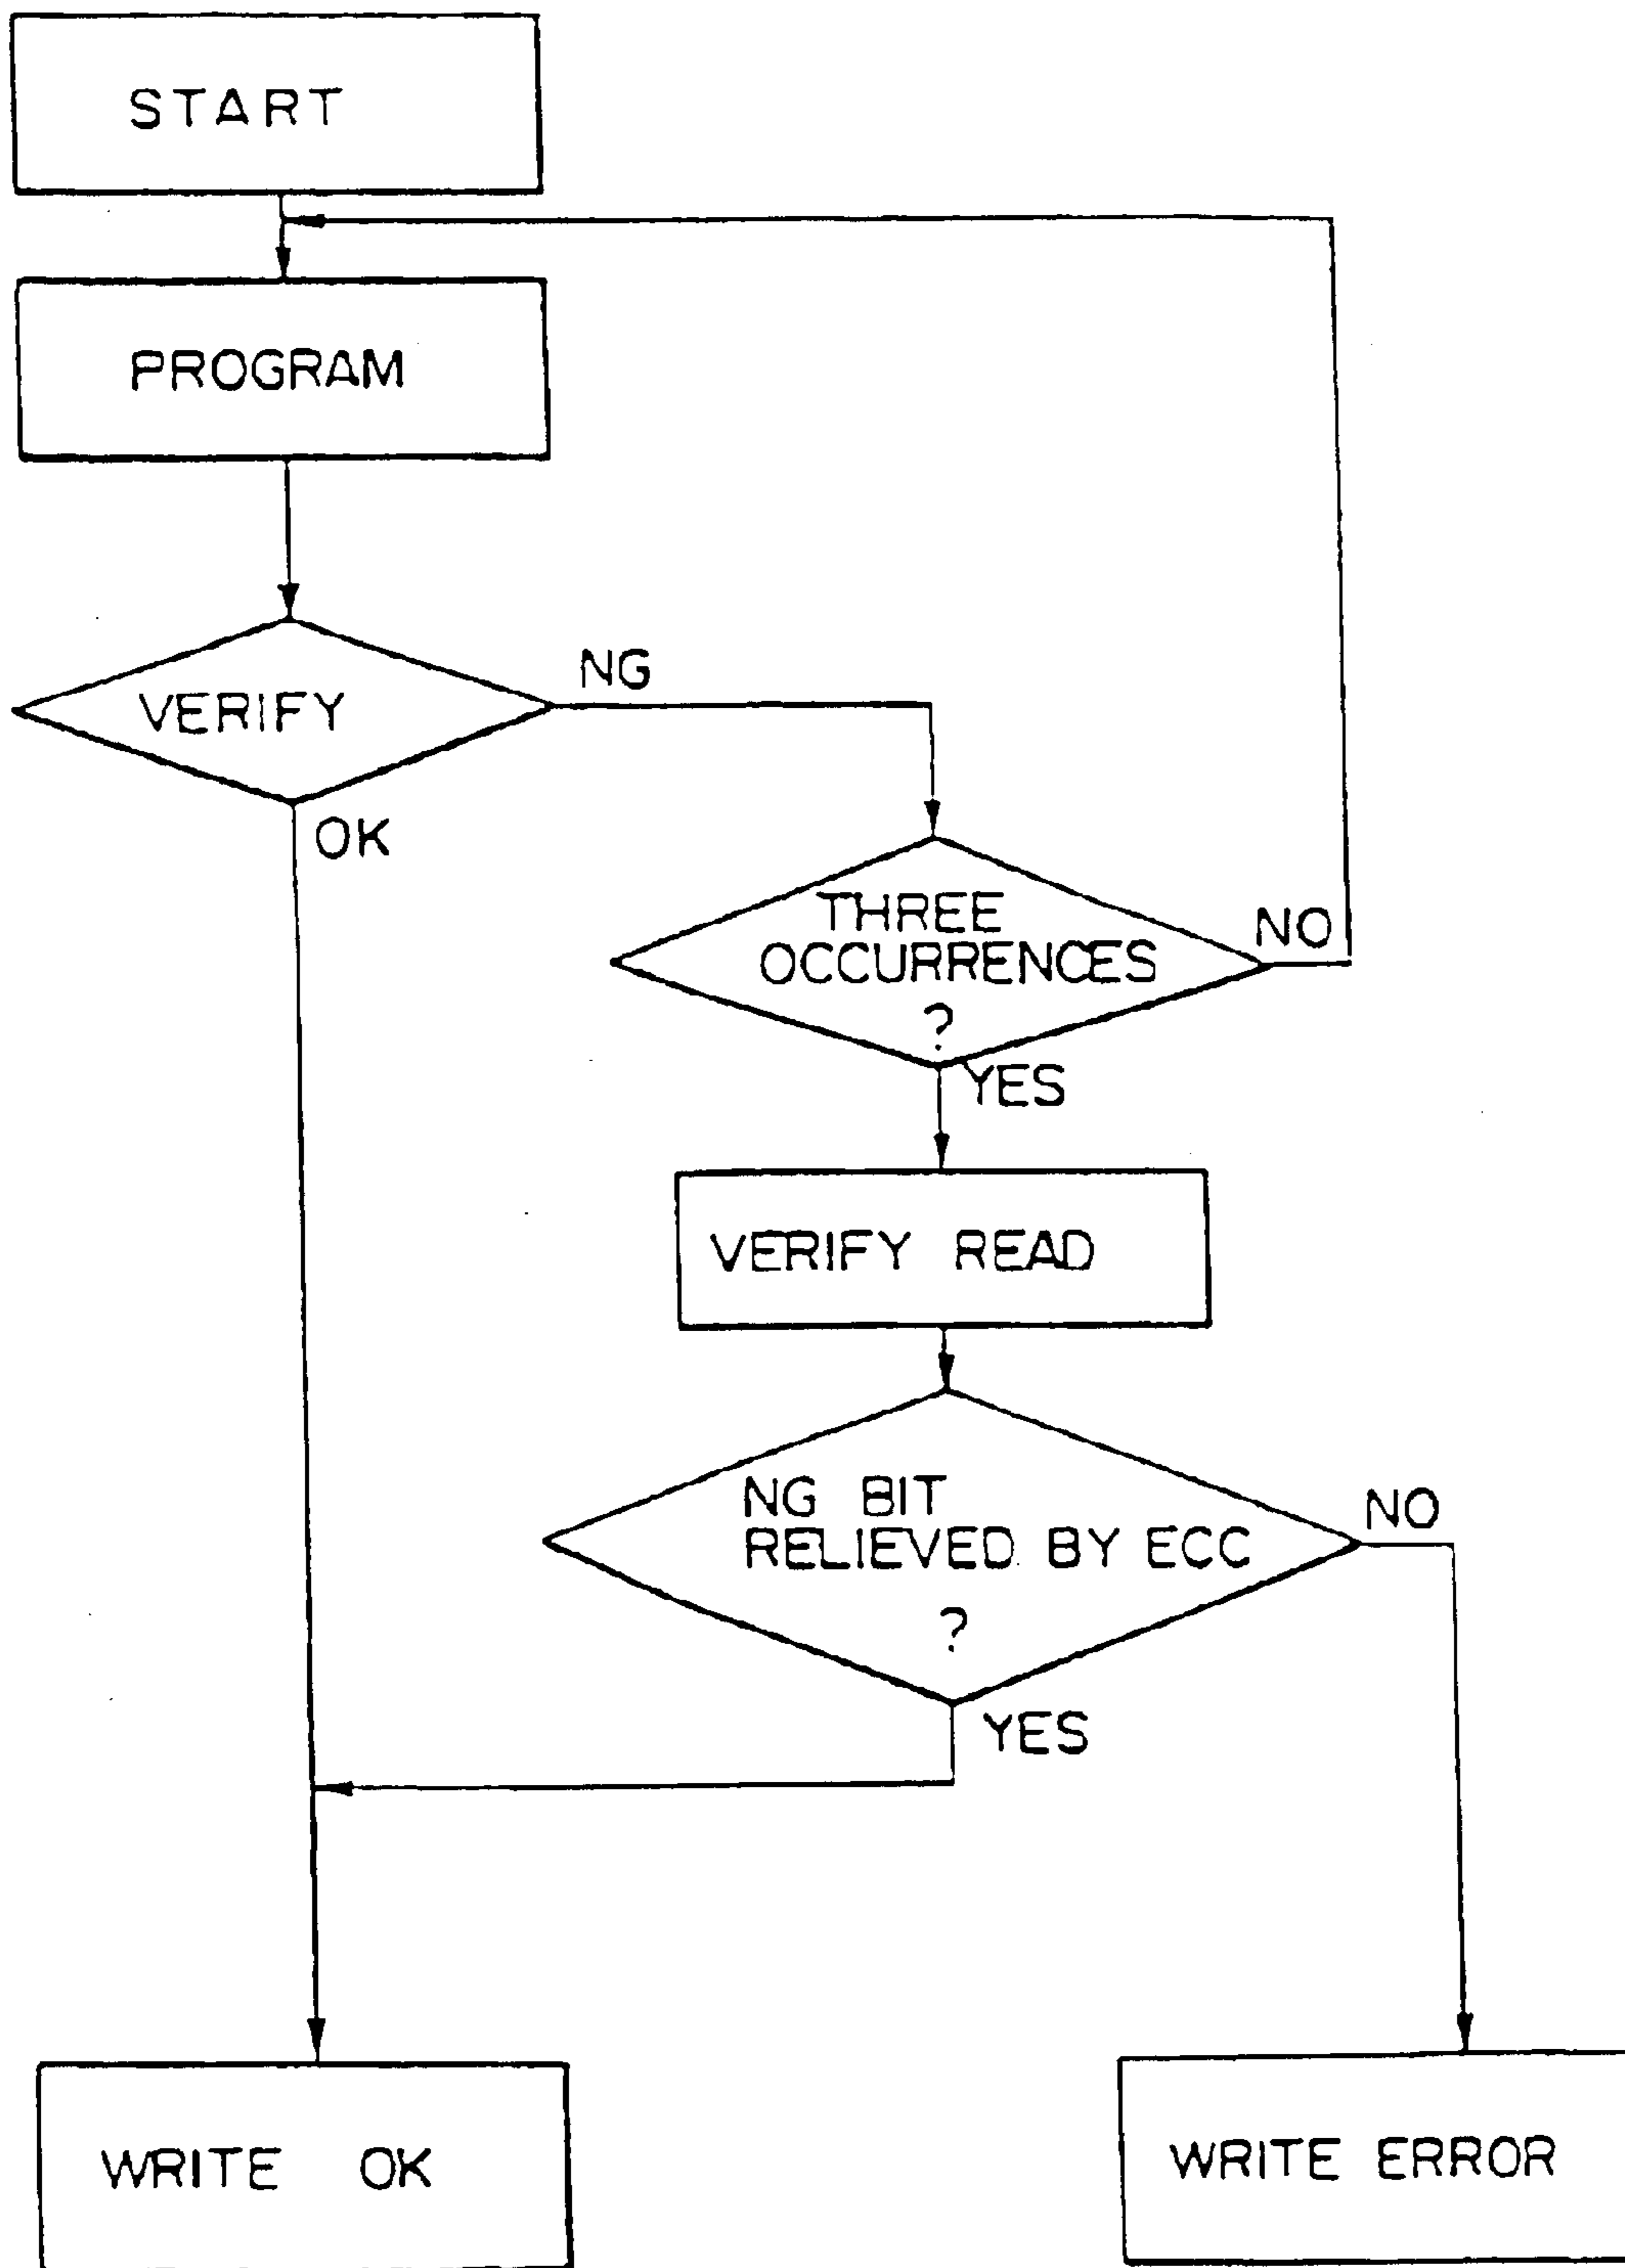 START
PROGRAM
VERIFY
NG
OK
THREE
OCCURRENCES
?
NO
YES
VERIFY READ
NG BIT
RELIEVED BY ECC
?
NO
YES
WRITE OK
WRITE ERROR